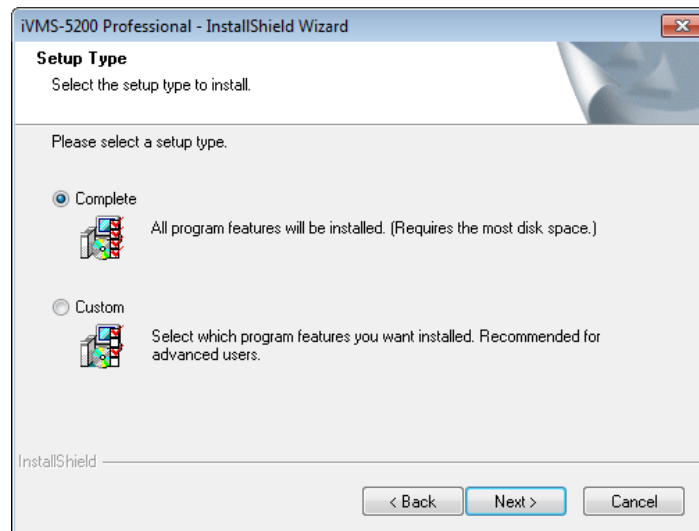 iVMS-5200 Professional - InstallShield Wizard
Setup Type
Select the setup type to install.
Please select a setup type.
Complete
All program features will be installed. (Requires the most disk space.)
Custom
Select which program features you want installed. Recommended for
advanced users.
InstallShield
< Back
Next >
Cancel